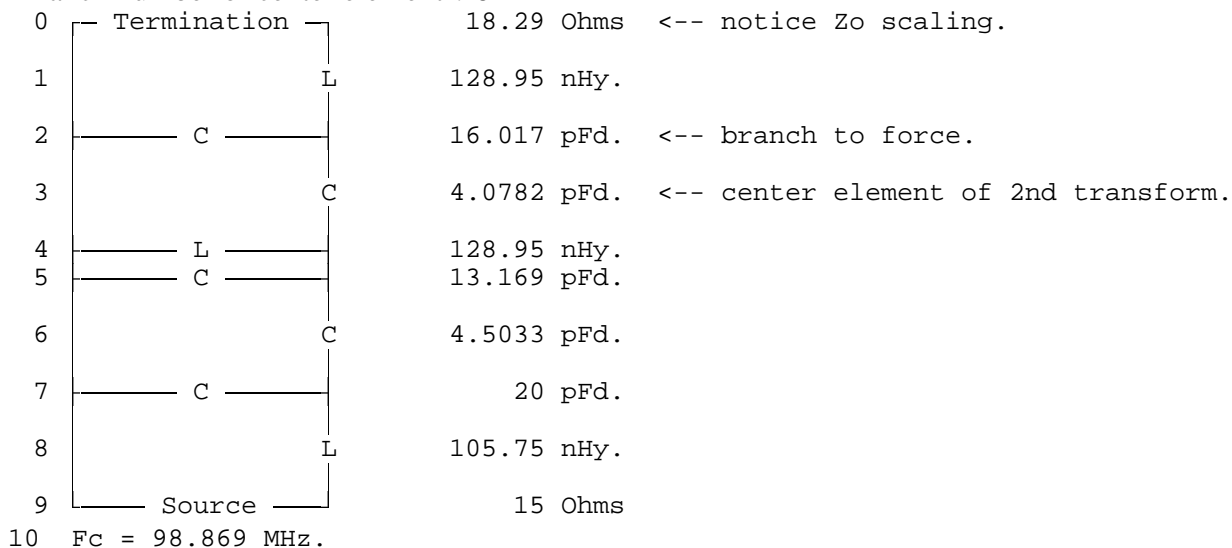 0 Termination 18.29 Ohms <-- notice Zo scaling.
1 L 128.95 nHy.
2 C 16.017 pFd. <-- branch to force.
3 C 4.0782 pFd. <-- center element of 2nd transform.
4 L 128.95 nHy.
5 C 13.169 pFd.
6 C 4.5033 pFd.
7 C 20 pFd.
8 L 105.75 nHy.
9 Source 15 Ohms
10 Fc = 98.869 MHz.